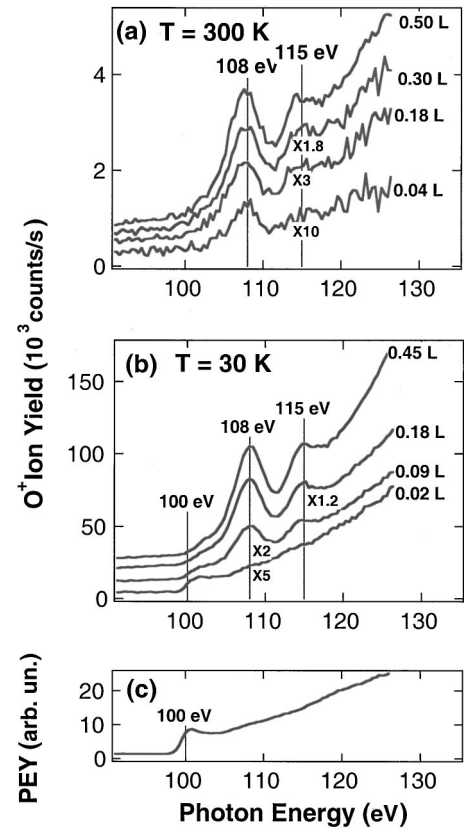 (a) T = 300 K
108 eV
115 eV
0.50 L
0.30 L
0.18 L
0.04 L
X1.8
X3
X10
4
2
0
100 110 120 130
O⁺Ion Yield (10³counts/s)
(b) T = 30 K
0.45 L
115 eV
108 eV
100 eV
0.18 L
0.09 L
0.02 L
X1.2
X2
X5
150
100
50
0
100 110 120 130
(c)
100 eV
20
10
0
PEY (arb. un.)
100 110 120 130
Photon Energy (eV)